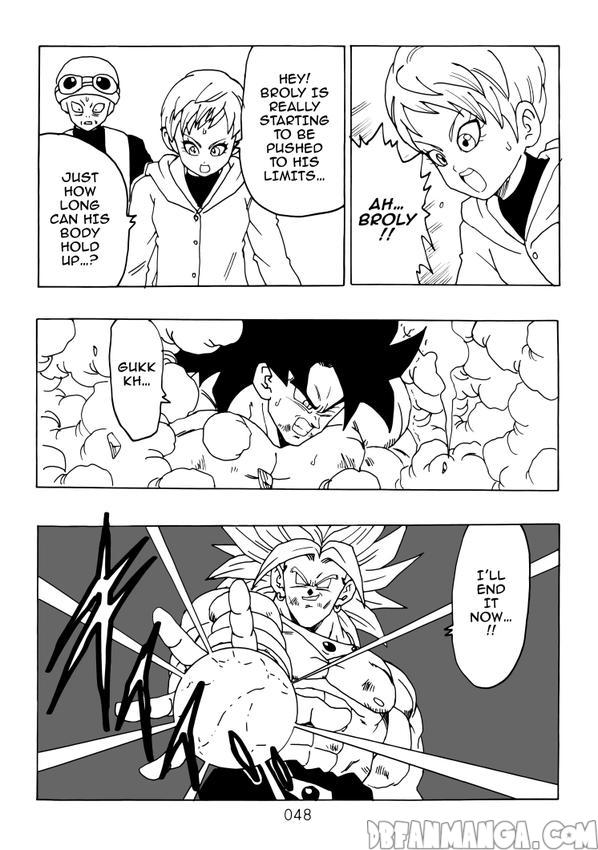 AH...
BROLY
!!
HEY!
BROLY IS
REALLY
STARTING
TO BE
PUSHED
TO HIS
LIMITS...
JUST
HOW
LONG
CAN HIS
BODY
HOLD
UP...?
GUKK
KH...
I'LL
END
IT
NOW...
!!
048
DBFANMANGA.COM